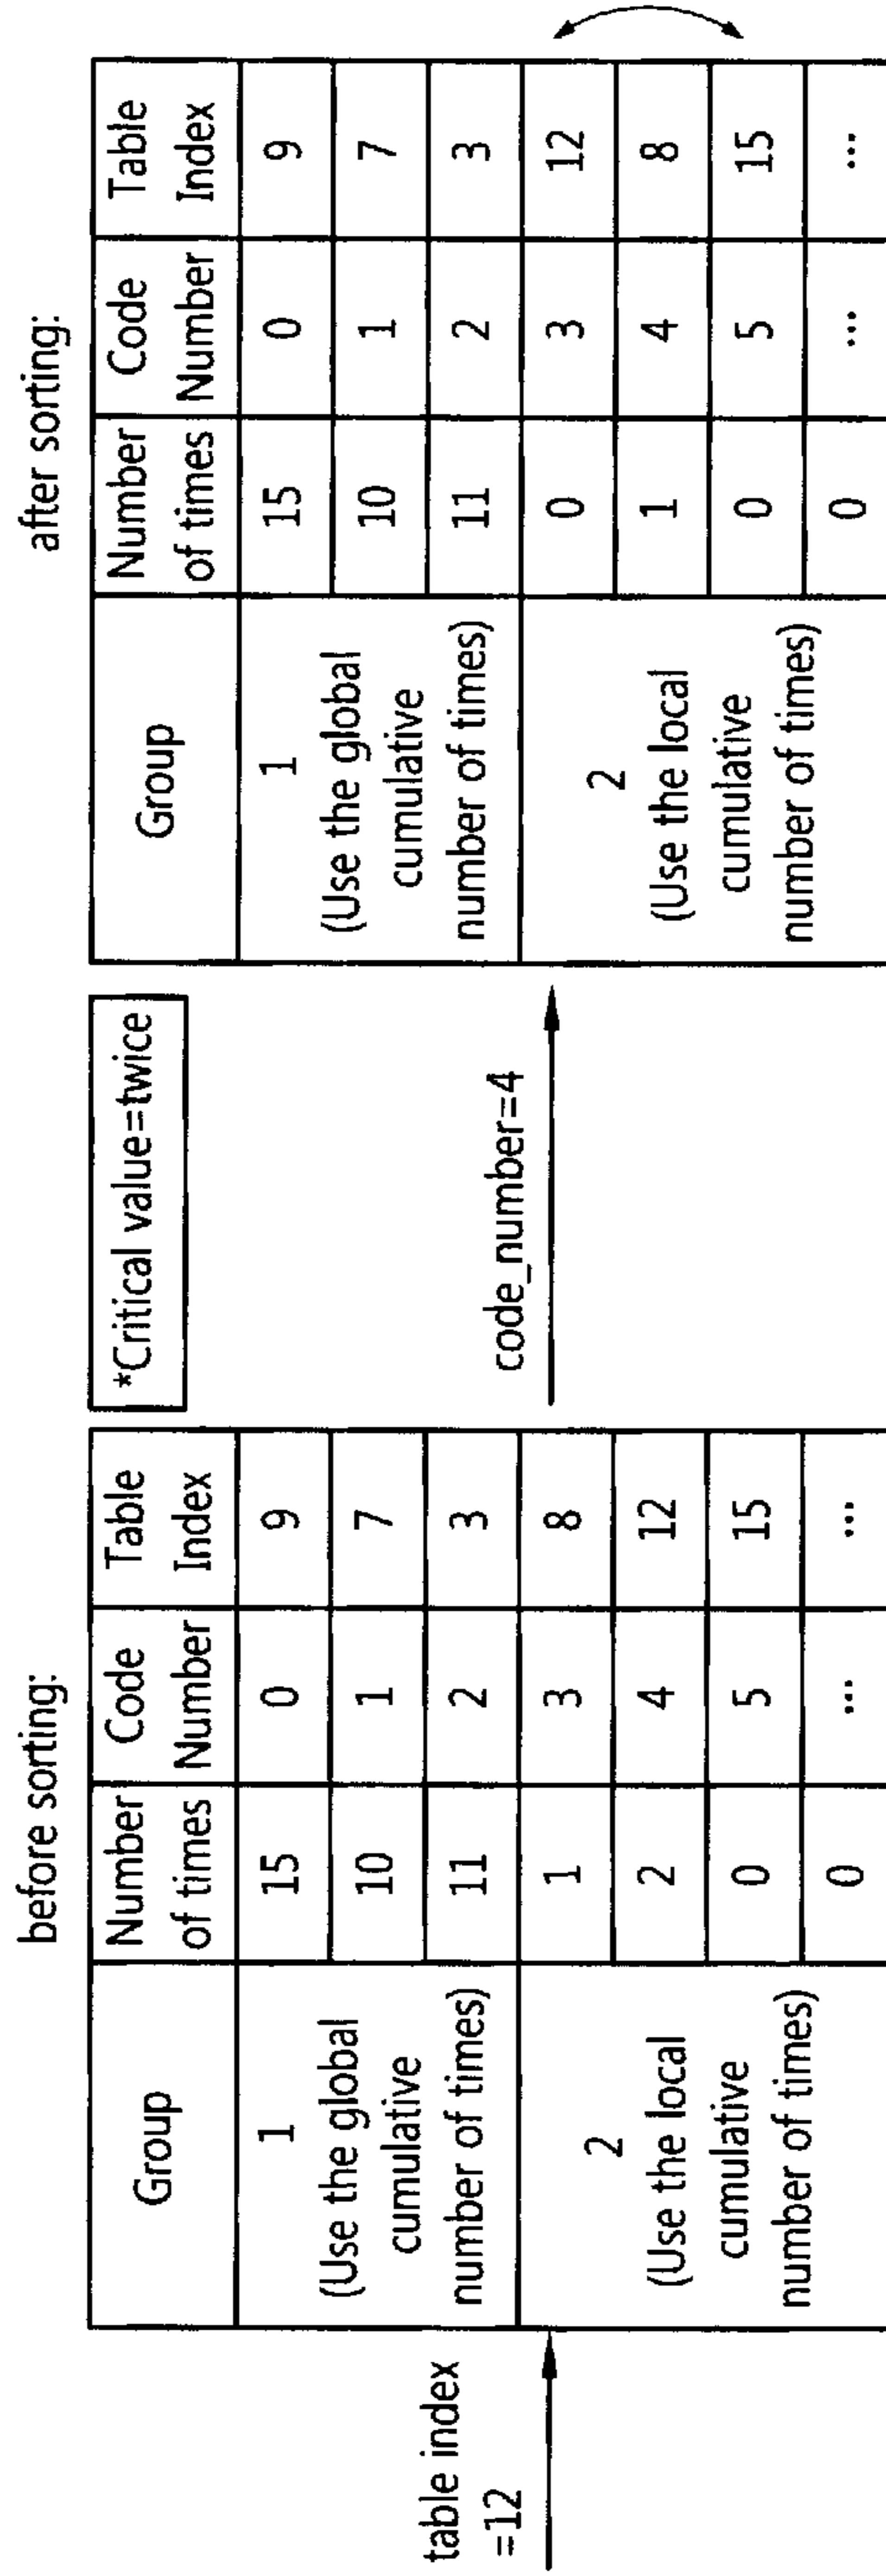 before sorting:
Group
Number of times
Code Number
Table Index
1
(Use the global
cumulative
number of times)
15
0
9
10
1
7
11
2
3
2
(Use the local
cumulative
number of times)
1
3
8
2
4
12
0
5
15
0
...
...
table index
=12
*Critical value=twice
code_number=4
after sorting:
Group
Number of times
Code Number
Table Index
1
(Use the global
cumulative
number of times)
15
0
9
10
1
7
11
2
3
2
(Use the local
cumulative
number of times)
0
3
12
1
4
8
0
5
15
0
...
...